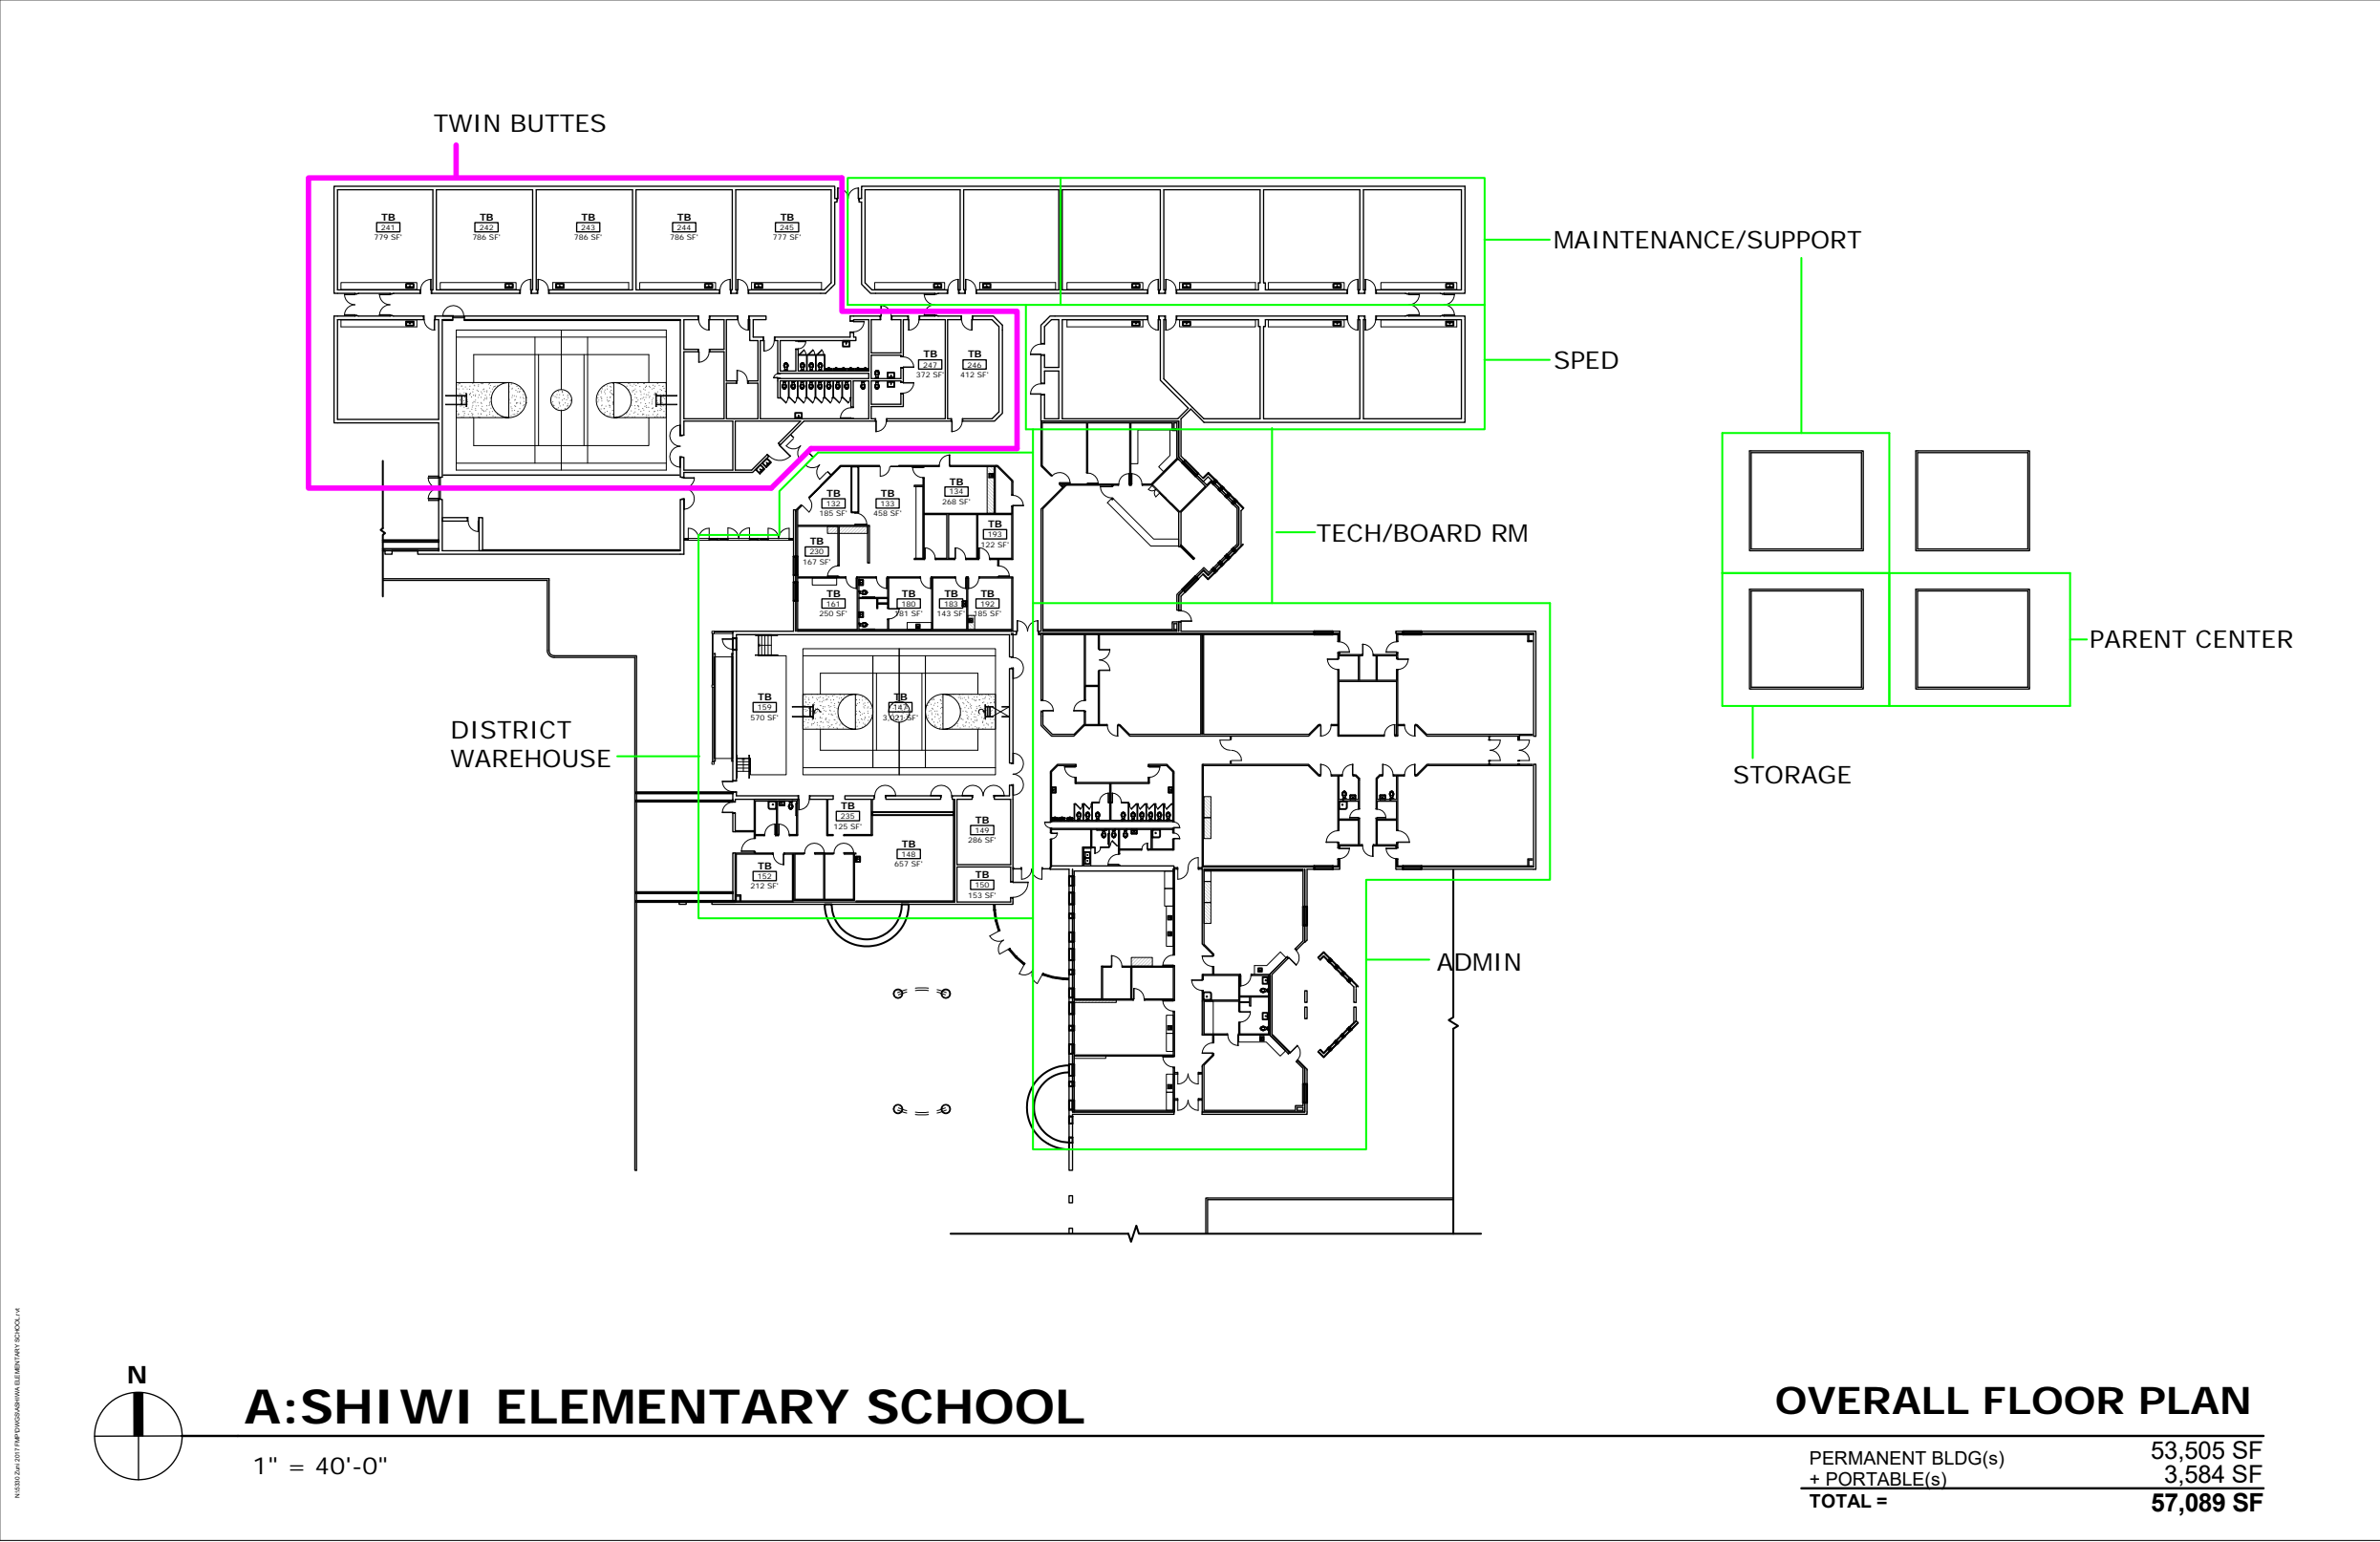 TWIN BUTTES
TB
241
779 SF'
TB
242
786 SF'
TB
243
786 SF'
TB
244
786 SF'
TB
245
777 SF'
MAINTENANCE/SUPPORT
TB
247
372 SF'
TB
246
412 SF'
SPED
TB
132
185 SF'
TB
133
458 SF'
TB
134
268 SF'
TB
193
122 SF'
TB
230
167 SF'
TECH/BOARD RM
TB
161
250 SF'
TB
180
181 SF'
TB
183
143 SF'
TB
192
185 SF'
PARENT CENTER
TB
159
570 SF'
TB
147
3,021 SF'
DISTRICT
WAREHOUSE
STORAGE
TB
235
125 SF'
TB
149
286 SF'
TB
148
657 SF'
TB
152
212 SF'
TB
150
153 SF'
ADMIN
N
A:SHIWI ELEMENTARY SCHOOL
1" = 40'-0"
OVERALL FLOOR PLAN
PERMANENT BLDG(s) 53,505 SF
+ PORTABLE(s) 3,584 SF
TOTAL = 57,089 SF